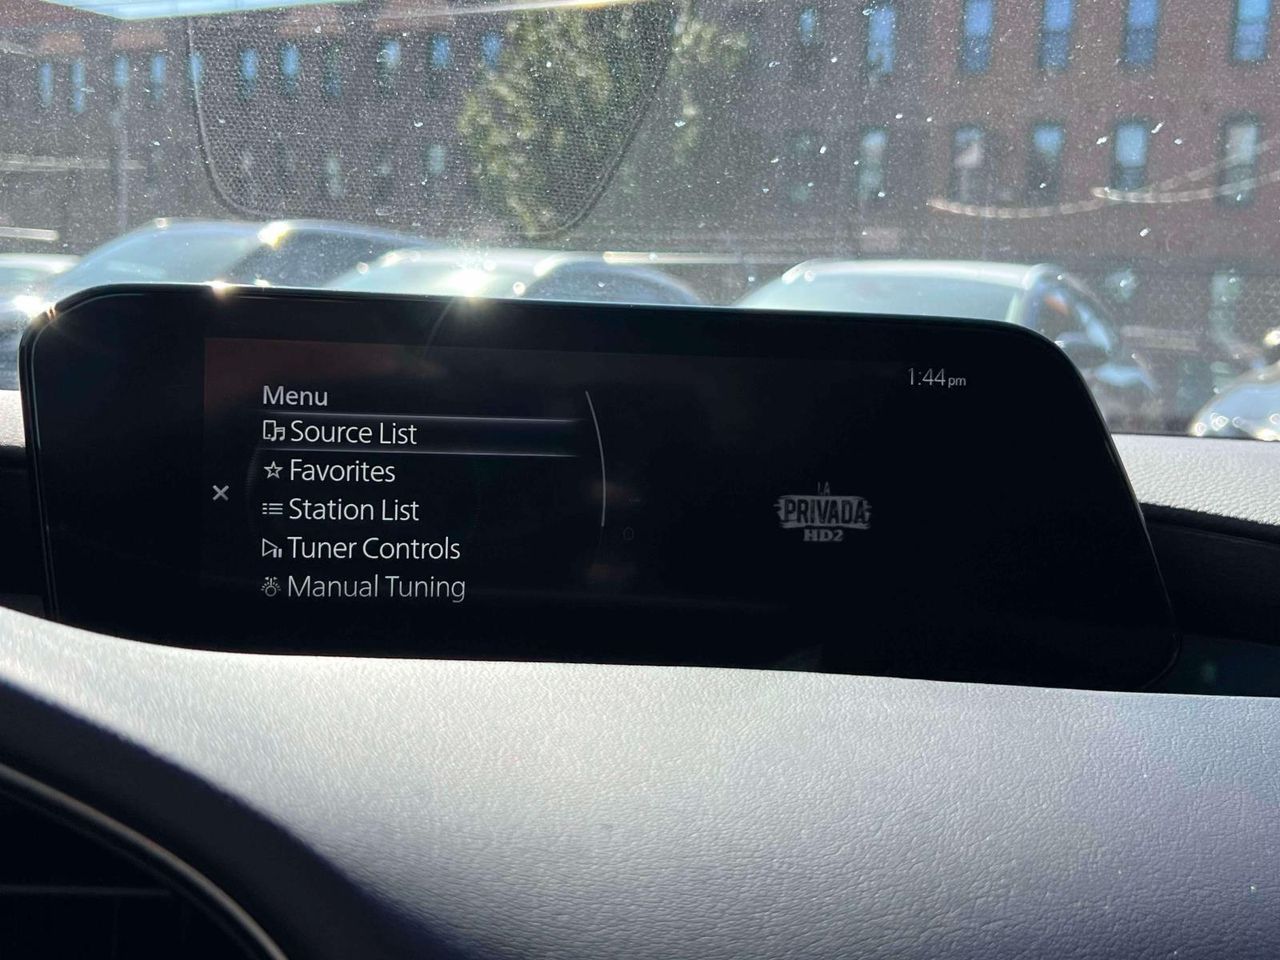 1:44pm
Menu
Source List
Favorites
Station List
Tuner Controls
Manual Tuning
LA
PRIVADA
HD2